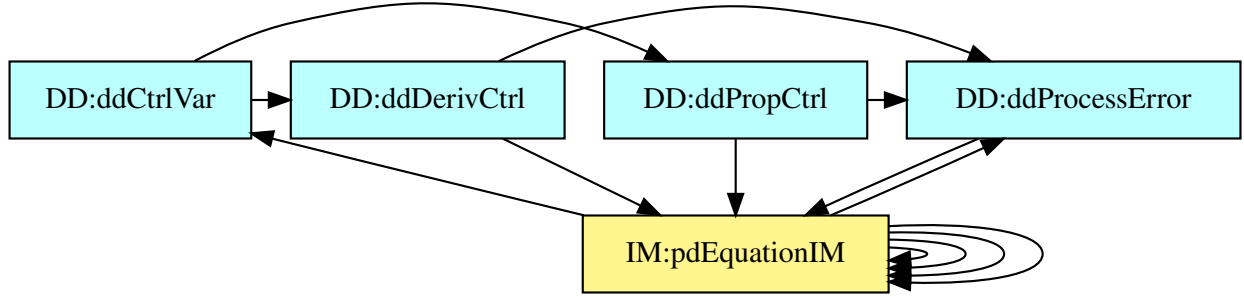 DD:ddCtrlVar
DD:ddDerivCtrl
DD:ddPropCtrl
DD:ddProcessError
IM:pdEquationIM